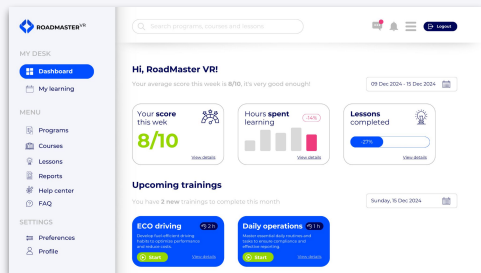 ROADMASTER VR
MY DESK
Dashboard
My learning
MENU
Programs
Courses
Lessons
Reports
Help center
FAQ
SETTINGS
Preferences
Profile
Search programs, courses and lessons
Logout
Hi, RoadMaster VR!
Your average score this week is 8/10, it's very good enough!
09 Dec 2024 - 15 Dec 2024
Your score
this week
8/10
View details
Hours spent
learning
-14%
View details
Lessons
completed
-27%
View details
Upcoming trainings
You have 2 new trainings to complete this month
Sunday, 15 Dec 2024
ECO driving
2 h
Develop fuel-efficient driving
habits to optimize performance
and reduce costs.
Start
View details
Daily operations
1 h
Master essential daily routines and
tasks to ensure compliance and
effective reporting.
Start
View details